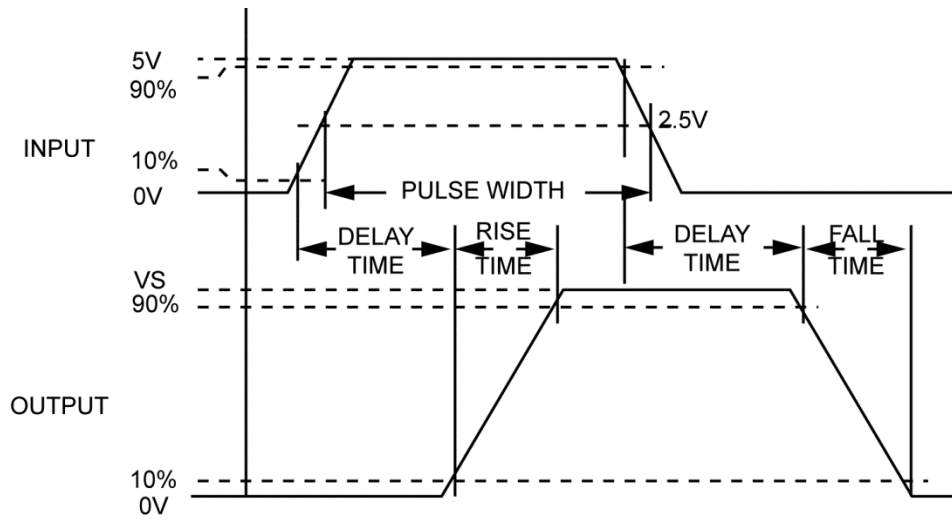 5V
90%
2.5V
INPUT
10%
0V
PULSE WIDTH
DELAY
TIME
RISE
TIME
DELAY
TIME
FALL
TIME
VS
90%
OUTPUT
10%
0V